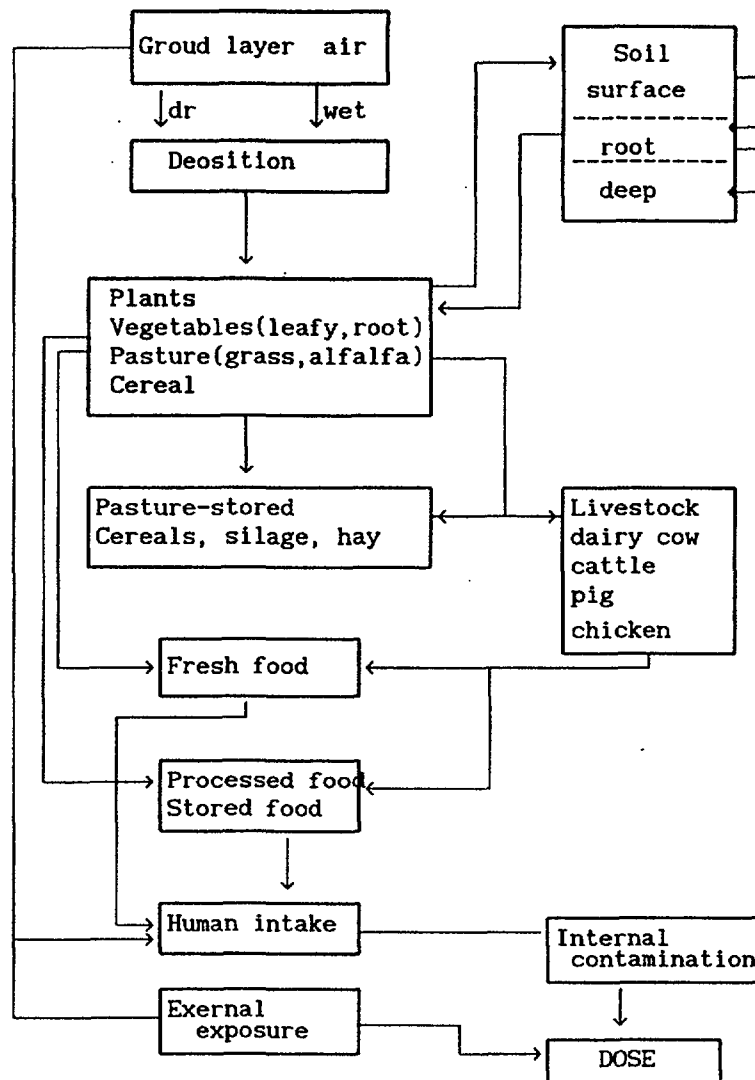 Groud layer air
dr
wet
Deosition
Soil
surface
root
deep
Plants
Vegetables(leafy,root)
Pasture(grass,alfalfa)
Cereal
Pasture-stored
Cereals, silage, hay
Livestock
dairy cow
cattle
pig
chicken
Fresh food
Processed food
Stored food
Human intake
Internal
contamination
Exernal
exposure
DOSE